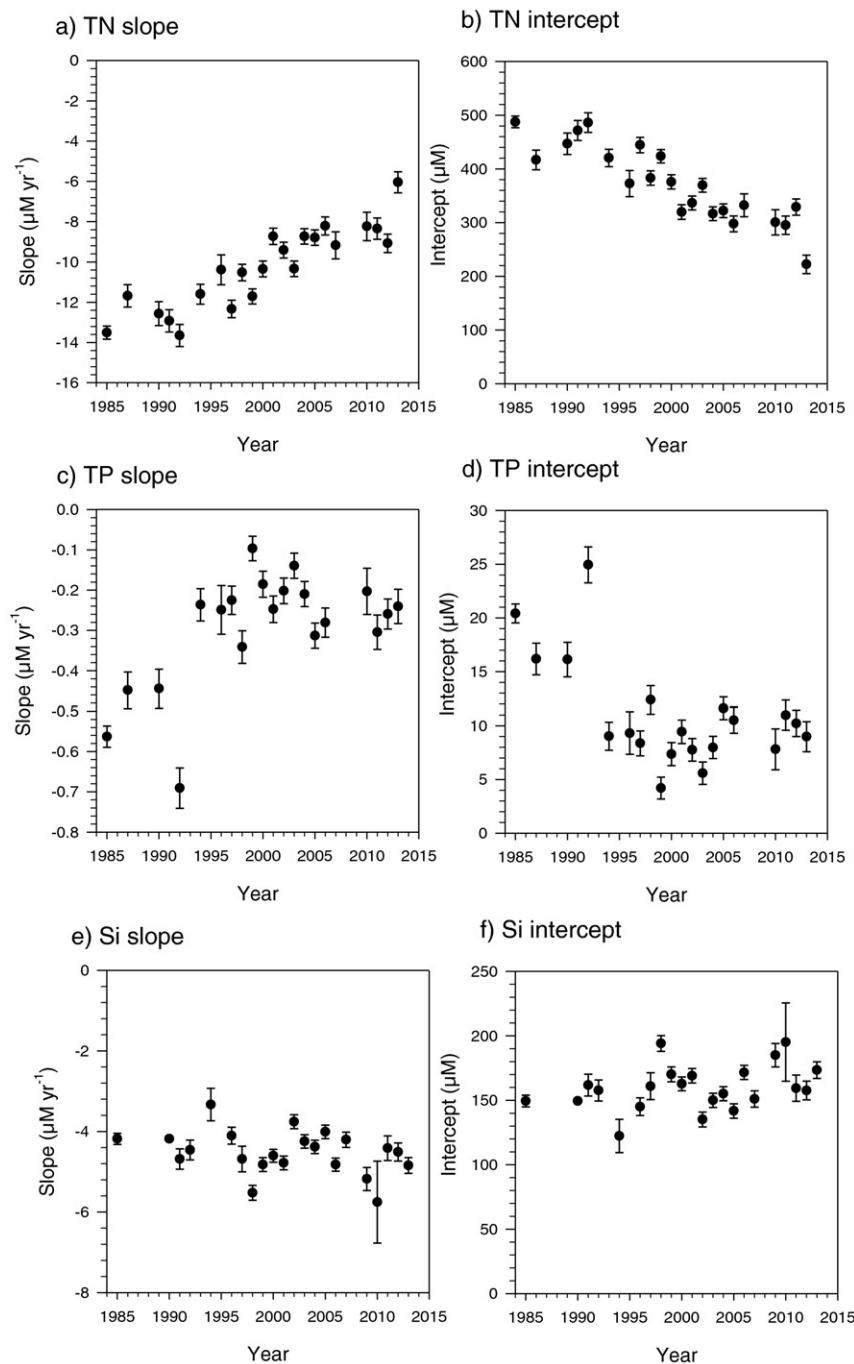 a) TN slope
b) TN intercept
0
-2
-4
-6
-8
-10
-12
-14
-16
Slope (µM yr⁻¹)
1985 1990 1995 2000 2005 2010 2015
Year
600
500
400
300
200
100
0
Intercept (µM)
1985 1990 1995 2000 2005 2010 2015
Year
c) TP slope
d) TP intercept
0.0
-0.1
-0.2
-0.3
-0.4
-0.5
-0.6
-0.7
-0.8
Slope (µM yr⁻¹)
1985 1990 1995 2000 2005 2010 2015
Year
30
25
20
15
10
5
0
Intercept (µM)
1985 1990 1995 2000 2005 2010 2015
Year
e) Si slope
f) Si intercept
0
-2
-4
-6
-8
Slope (µM yr⁻¹)
1985 1990 1995 2000 2005 2010 2015
Year
250
200
150
100
50
0
Intercept (µM)
1985 1990 1995 2000 2005 2010 2015
Year